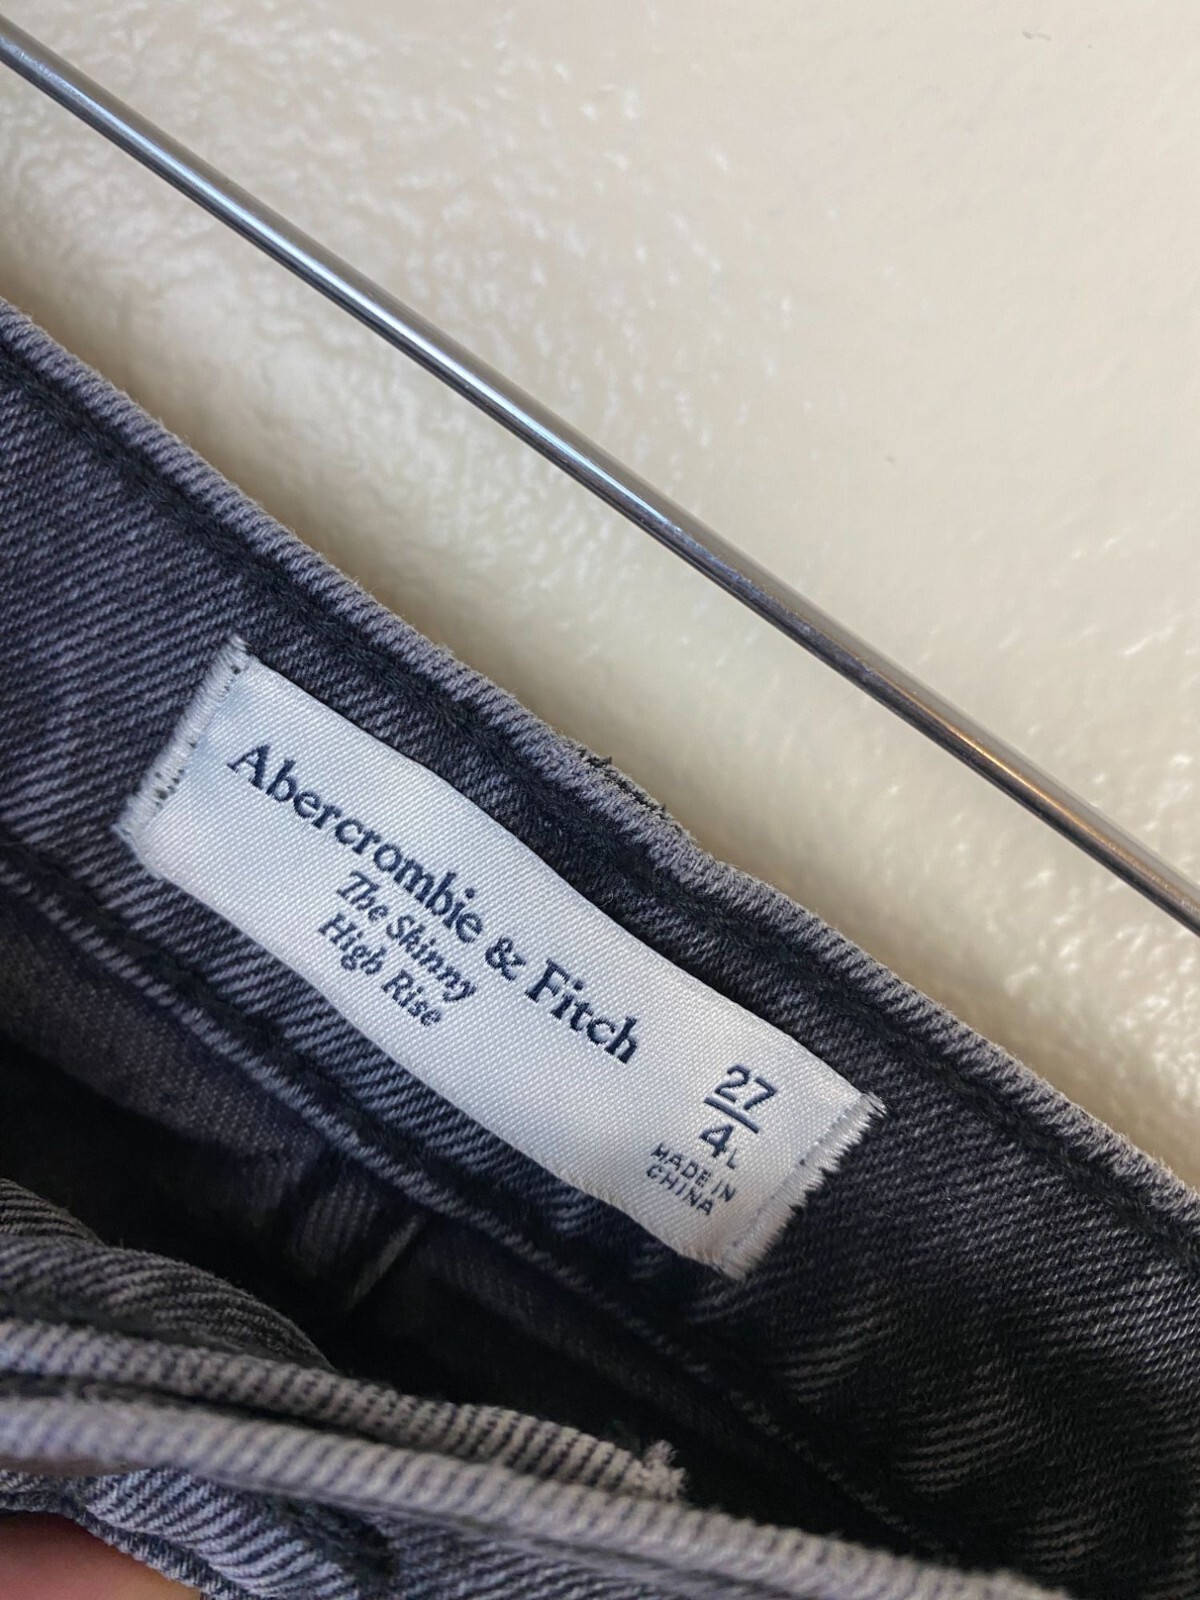 Abercrombie & Fitch
The Skinny
High Rise
27
4L
MADE IN
CHINA